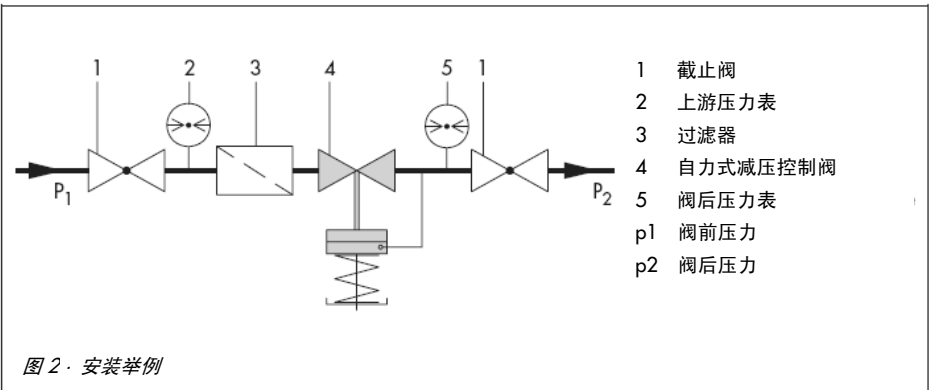 1 2 3 4 5 1
P1 P2
1 截止阀
2 上游压力表
3 过滤器
4 自力式减压控制阀
5 阀后压力表
p1 阀前压力
p2 阀后压力
图 2 · 安装举例